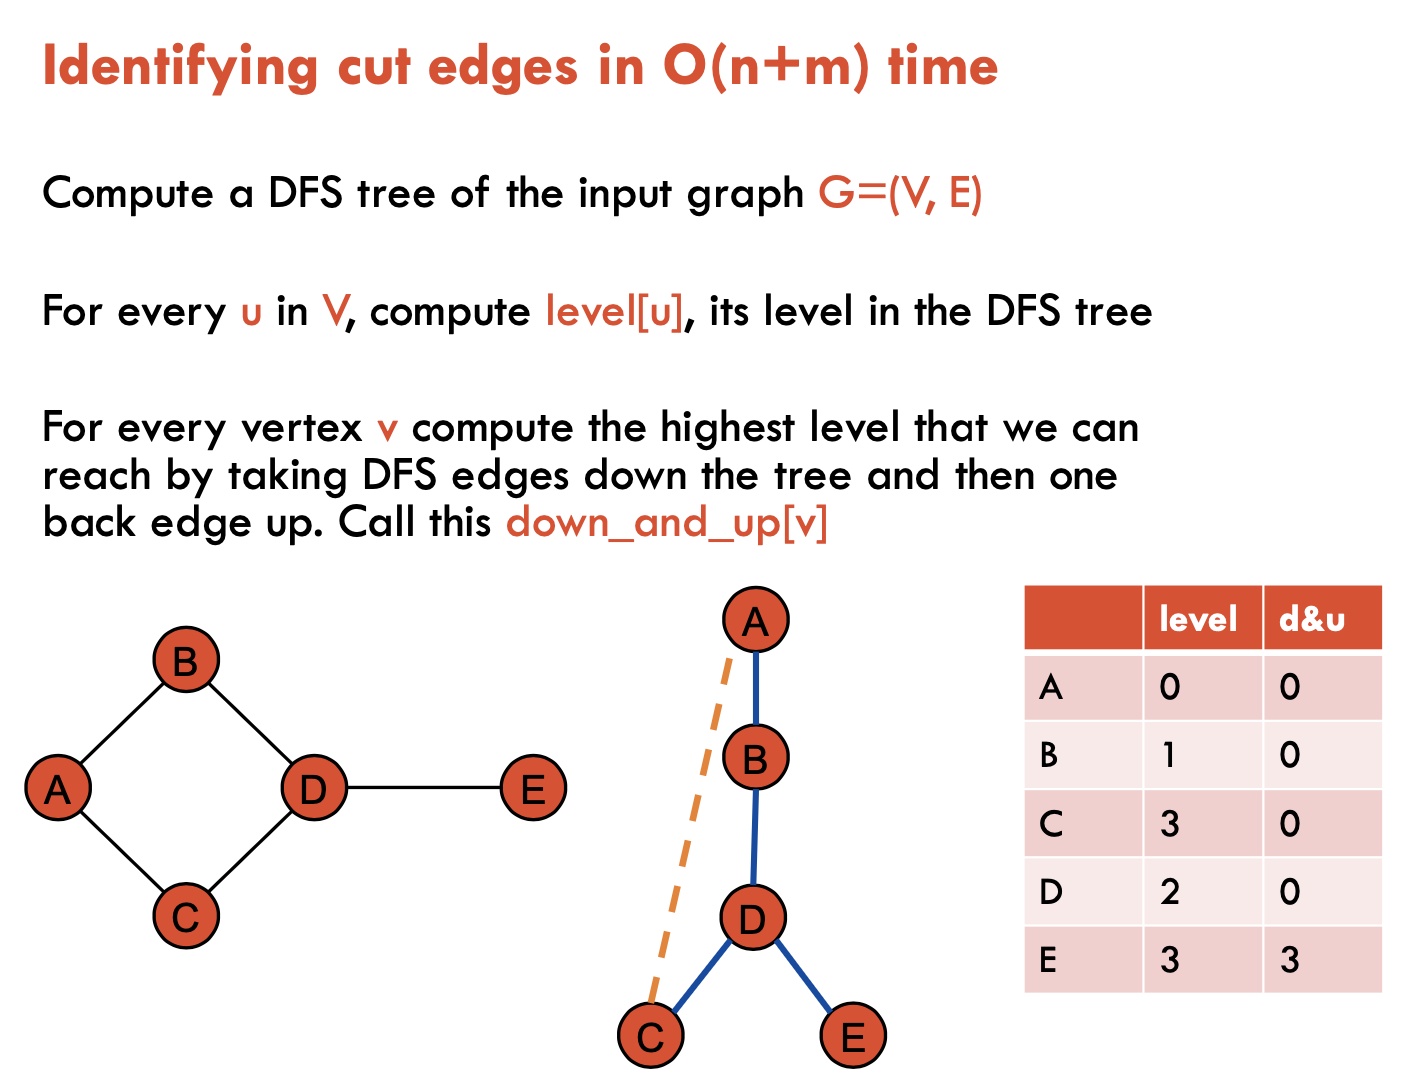 Identifying cut edges in O(n+m) time
Compute a DFS tree of the input graph G=(V, E)
For every u in V, compute level[u], its level in the DFS tree
For every vertex v compute the highest level that we can
reach by taking DFS edges down the tree and then one
back edge up. Call this down_and_up[v]
B
A
D
E
C
A
B
D
C
E
level d&u
A 0 0
B 1 0
C 3 0
D 2 0
E 3 3